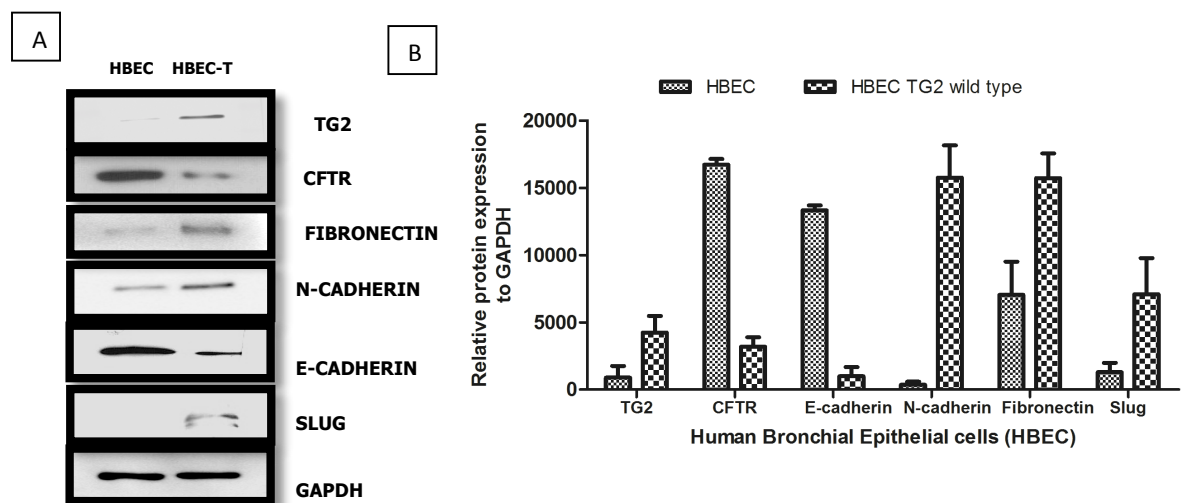 A
HBEC HBEC-T
TG2
CFTR
FIBRONECTIN
N-CADHERIN
E-CADHERIN
SLUG
GAPDH
B
HBEC
HBEC TG2 wild type
Relative protein expression
to GAPDH
20000
15000
10000
5000
0
TG2 CFTR E-cadherin N-cadherin Fibronectin Slug
Human Bronchial Epithelial cells (HBEC)